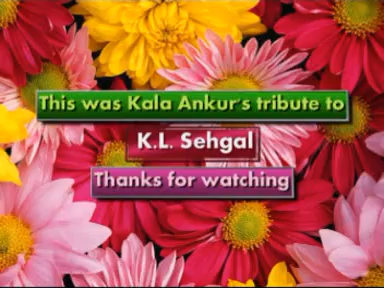 This was Kala Ankur's tribute to
K.L. Sehgal
Thanks for watching